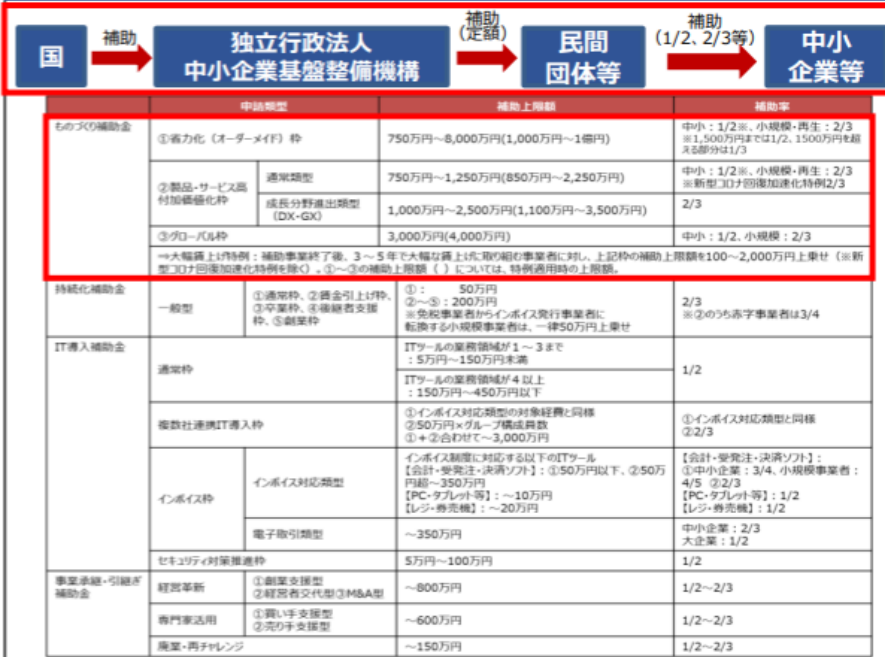 国
補助
独立行政法人
中小企業基盤整備機構
補助
(定額)
民間
団体等
補助
(1/2、2/3等)
中小
企業等
申請類型
補助上限額
補助率
ものづくり補助金
①省力化（オーダーメイド）枠
750万円～8,000万円(1,000万円～1億円)
中小：1/2※、小規模・再生：2/3
※1,500万円までは1/2、1500万円を超
える部分は1/3
②製品・サービス高
付加価値化枠
通常類型
750万円～1,250万円(850万円～2,250万円)
中小：1/2※、小規模・再生：2/3
※新型コロナ回復加速化特例2/3
成長分野進出類型
（DX・GX）
1,000万円～2,500万円(1,100万円～3,500万円)
2/3
③グローバル枠
3,000万円(4,000万円)
中小：1/2、小規模：2/3
⇒大幅賃上げ特例：補助事業終了後、３～５年で大幅な賃上げに取り組む事業者に対し、上記枠の補助上限額を100～2,000万円上乗せ（※新
型コロナ回復加速化特例を除く）。①～③の補助上限額（ ）については、特例適用時の上限額。
持続化補助金
一般型
①通常枠、②賃金引上げ枠、
③卒業枠、④後継者支援
枠、⑤創業枠
①： 50万円
②～⑤：200万円
※免税事業者からインボイス発行事業者に
転換する小規模事業者は、一律50万円上乗せ
2/3
※②のうち赤字事業者は3/4
IT導入補助金
通常枠
ITツールの業務領域が１～３まで
：5万円～150万円未満
ITツールの業務領域が４以上
：150万円～450万円以下
1/2
複数社連携IT導入枠
①インボイス対応類型の対象経費と同様
②50万円×グループ構成員数
①＋②合わせて～3,000万円
①インボイス対応類型と同様
②2/3
インボイス枠
インボイス対応類型
インボイス制度に対応する以下のITツール
【会計・受発注・決済ソフト】：①50万円以下、②50万
円超～350万円
【PC・タブレット等】：～10万円
【レジ・券売機】：～20万円
【会計・受発注・決済ソフト】：
①中小企業：3/4、小規模事業者：
4/5 ②2/3
【PC・タブレット等】：1/2
【レジ・券売機】：1/2
電子取引類型
～350万円
中小企業：2/3
大企業：1/2
セキュリティ対策推進枠
5万円～100万円
1/2
事業承継・引継ぎ
補助金
経営革新
①創業支援型
②経営者交代型③M&A型
～800万円
1/2～2/3
専門家活用
①買い手支援型
②売り手支援型
～600万円
1/2～2/3
廃業・再チャレンジ
～150万円
1/2～2/3